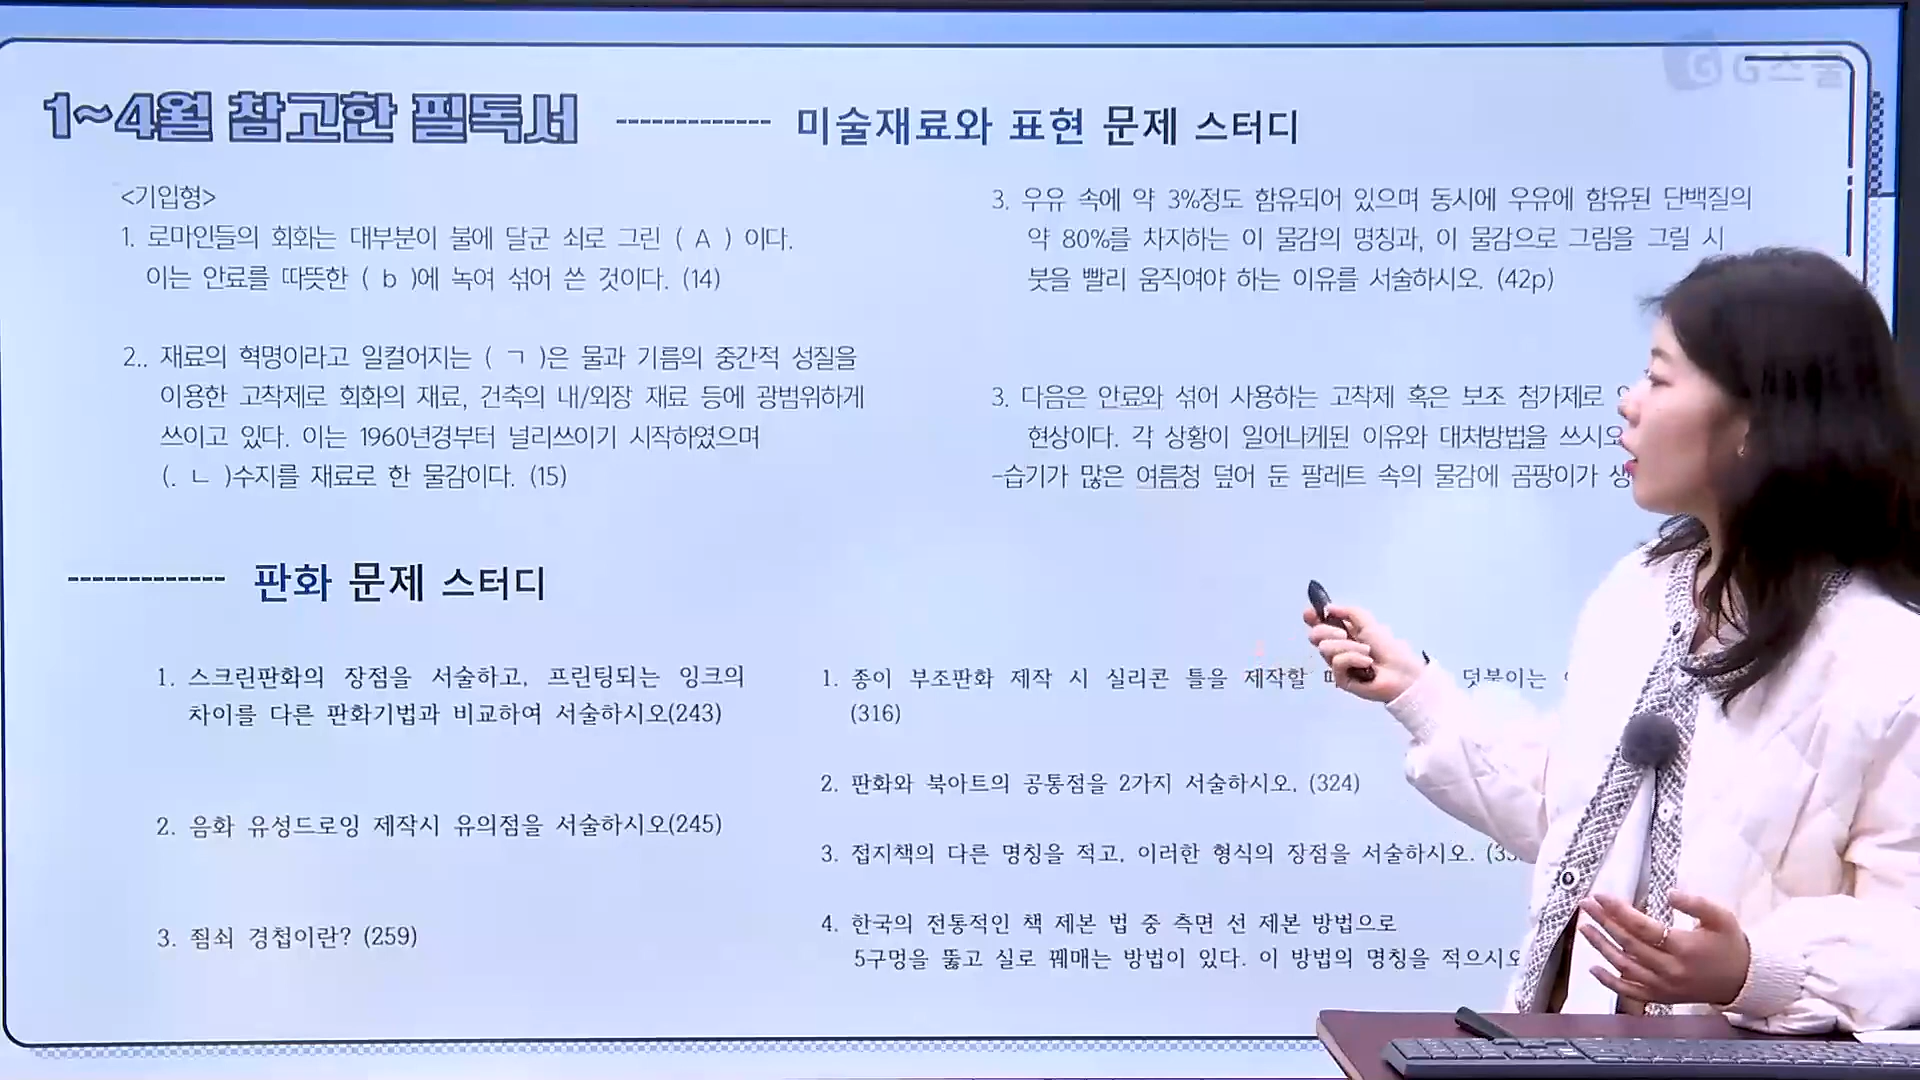 G스쿨
1~4월 참고한 필독서
미술재료와 표현 문제 스터디
<기입형>
1. 로마인들의 회화는 대부분이 불에 달군 쇠로 그린 ( A ) 이다.
이는 안료를 따뜻한 ( b )에 녹여 섞어 쓴 것이다. (14)
2.. 재료의 혁명이라고 일컬어지는 ( ㄱ )은 물과 기름의 중간적 성질을
이용한 고착제로 회화의 재료, 건축의 내/외장 재료 등에 광범위하게
쓰이고 있다. 이는 1960년경부터 널리쓰이기 시작하였으며
(. ㄴ )수지를 재료로 한 물감이다. (15)
3. 우유 속에 약 3%정도 함유되어 있으며 동시에 우유에 함유된 단백질의
약 80%를 차지하는 이 물감의 명칭과, 이 물감으로 그림을 그릴 시
붓을 빨리 움직여야 하는 이유를 서술하시오. (42p)
3. 다음은 안료와 섞어 사용하는 고착제 혹은 보조 첨가제로
현상이다. 각 상황이 일어나게된 이유와 대처방법을 쓰시오
-습기가 많은 여름청 덮어 둔 팔레트 속의 물감에 곰팡이가
판화 문제 스터디
1. 스크린판화의 장점을 서술하고, 프린팅되는 잉크의
차이를 다른 판화기법과 비교하여 서술하시오(243)
2. 음화 유성드로잉 제작시 유의점을 서술하시오(245)
3. 죔쇠 경첩이란? (259)
1. 종이 부조판화 제작 시 실리콘 틀을 제작할 덧붙이는
(316)
2. 판화와 북아트의 공통점을 2가지 서술하시오. (324)
3. 접지책의 다른 명칭을 적고, 이러한 형식의 장점을 서술하시오.
4. 한국의 전통적인 책 제본 법 중 측면 선 제본 방법으로
5구멍을 뚫고 실로 꿰매는 방법이 있다. 이 방법의 명칭을 적으시오